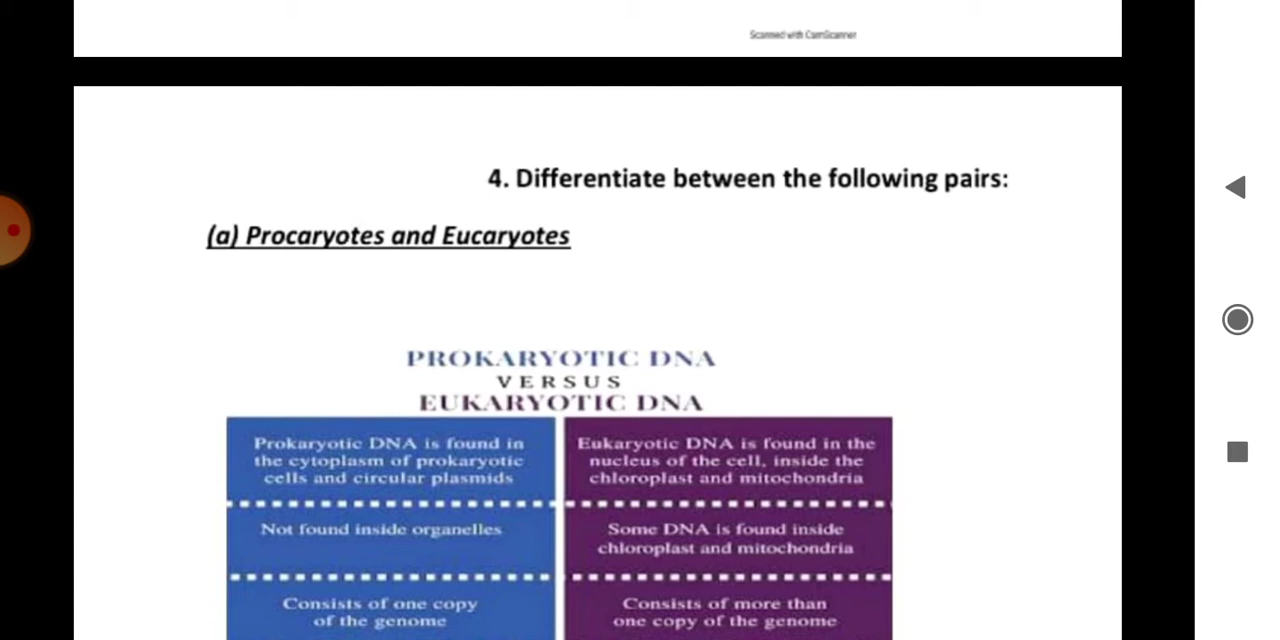 Scanned with CamScanner
4. Differentiate between the following pairs:
(a) Procaryotes and Eucaryotes
PROKARYOTIC DNA
VERSUS
EUKARYOTIC DNA
Prokaryotic DNA is found in
the cytoplasm of prokaryotic
cells and circular plasmids
Eukaryotic DNA is found in the
nucleus of the cell, inside the
chloroplast and mitochondria
Not found inside organelles
Some DNA is found inside
chloroplast and mitochondria
Consists of one copy
of the genome
Consists of more than
one copy of the genome